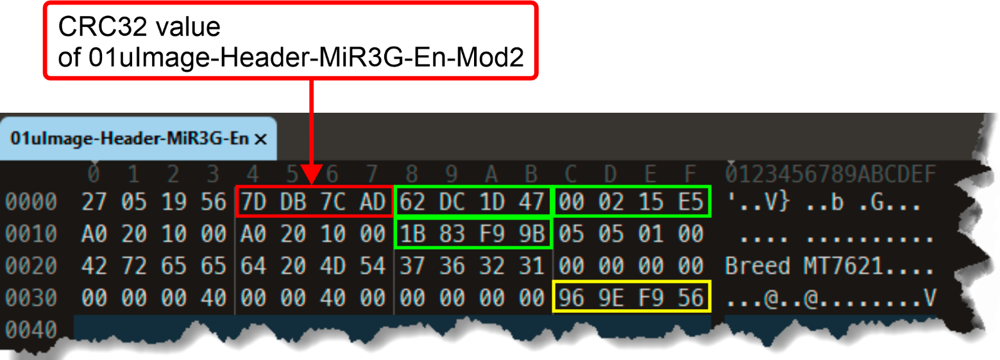 CRC32 value
of 01uImage-Header-MiR3G-En-Mod2
01uImage-Header-MiR3G-En ×
0 1 2 3 4 5 6 7 8 9 A B C D E F 0123456789ABCDEF
0000 27 05 19 56 7D DB 7C AD 62 DC 1D 47 00 02 15 E5 '..V} ..b .G...
0010 A0 20 10 00 A0 20 10 00 1B 83 F9 9B 05 05 01 00 .... ..........
0020 42 72 65 65 64 20 4D 54 37 36 32 31 00 00 00 00 Breed MT7621....
0030 00 00 00 40 00 00 40 00 00 00 00 00 96 9E F9 56 ...@..@........V
0040